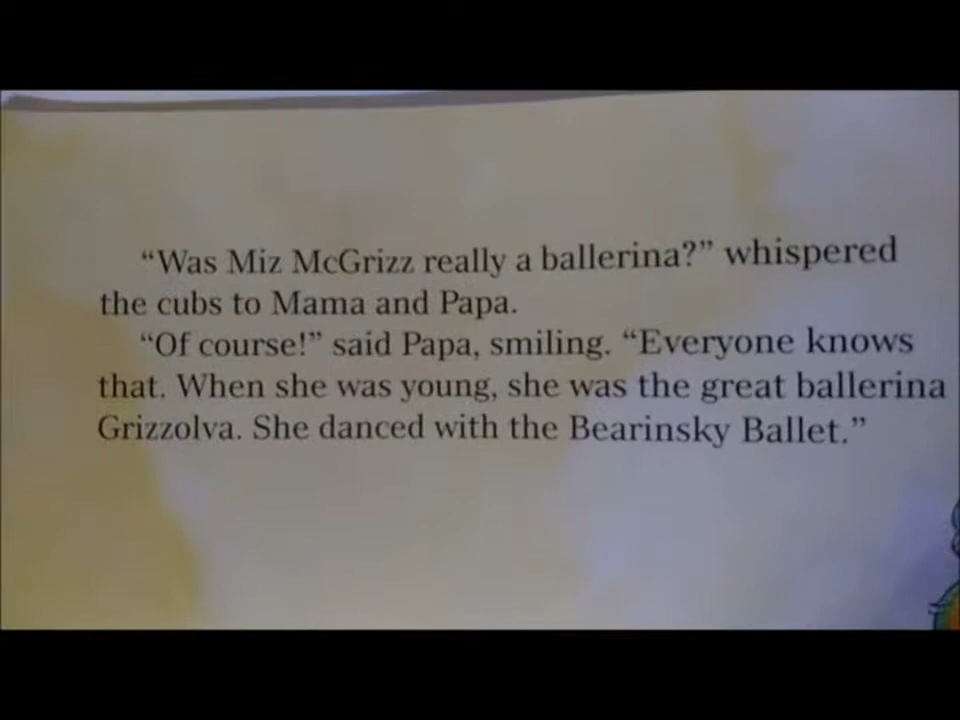 “Was Miz McGrizz really a ballerina?” whispered
the cubs to Mama and Papa.
“Of course!” said Papa, smiling. “Everyone knows
that. When she was young, she was the great ballerina
Grizzolva. She danced with the Bearinsky Ballet.”